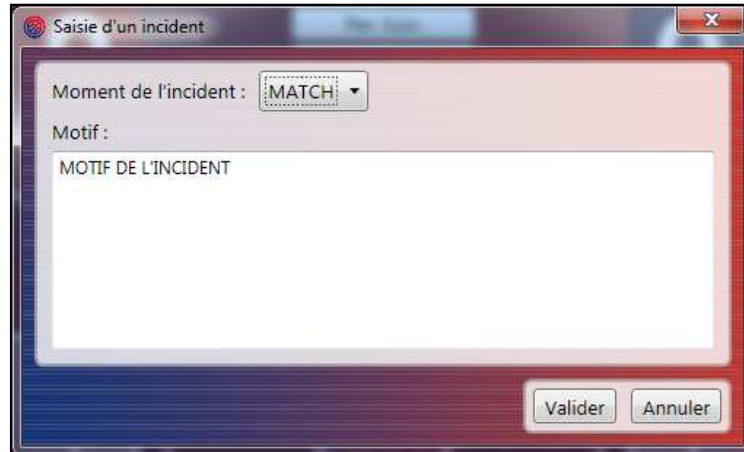 Saisie d'un incident
Moment de l'incident : MATCH
Motif :
MOTIF DE L'INCIDENT
Valider Annuler